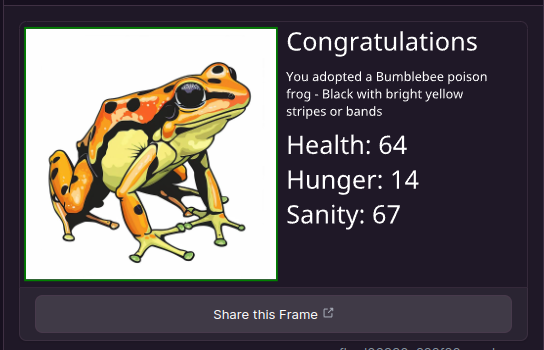 Congratulations
You adopted a Bumblebee poison
frog - Black with bright yellow
stripes or bands
Health: 64
Hunger: 14
Sanity: 67
Share this Frame